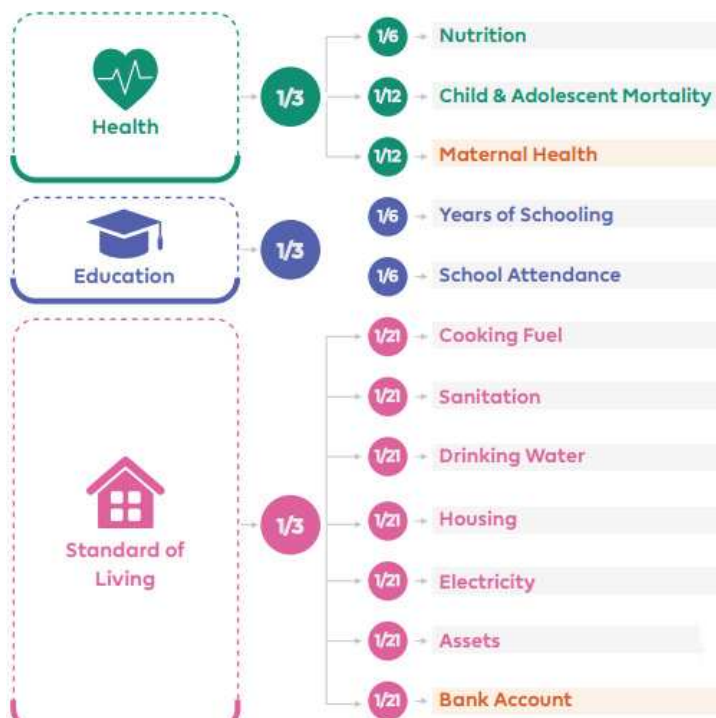 1/6 Nutrition
Health
1/3
1/12 Child & Adolescent Mortality
1/12 Maternal Health
Education
1/3
1/6 Years of Schooling
1/6 School Attendance
Standard of
Living
1/3
1/21 Cooking Fuel
1/21 Sanitation
1/21 Drinking Water
1/21 Housing
1/21 Electricity
1/21 Assets
1/21 Bank Account